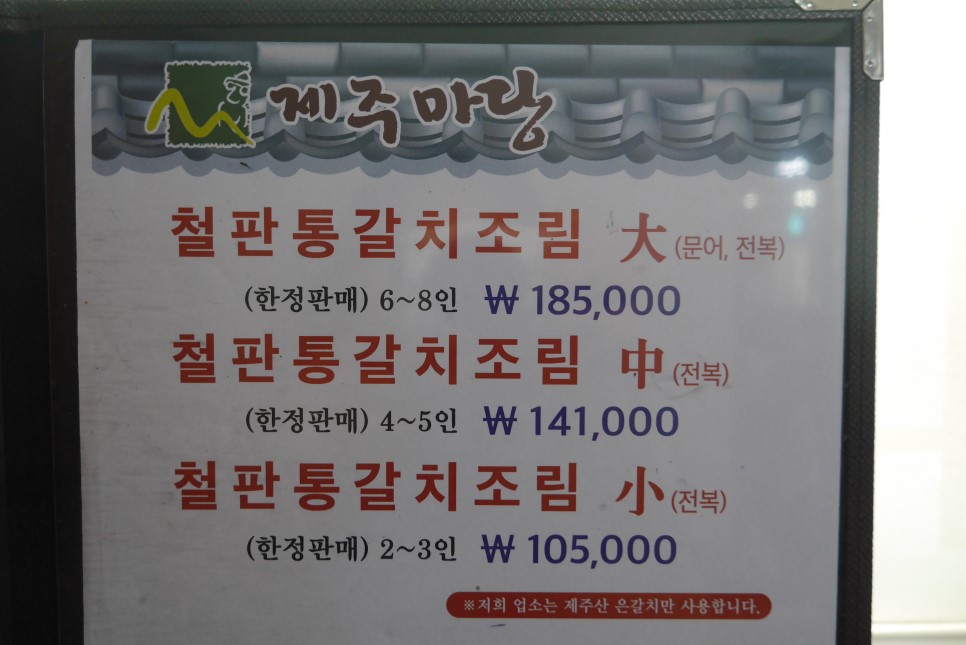 제주마당
철판통갈치조림 大 (문어, 전복)
(한정판매) 6~8인 ₩ 185,000
철판통갈치조림 中 (전복)
(한정판매) 4~5인 ₩ 141,000
철판통갈치조림 小 (전복)
(한정판매) 2~3인 ₩ 105,000
※저희 업소는 제주산 은갈치만 사용합니다.